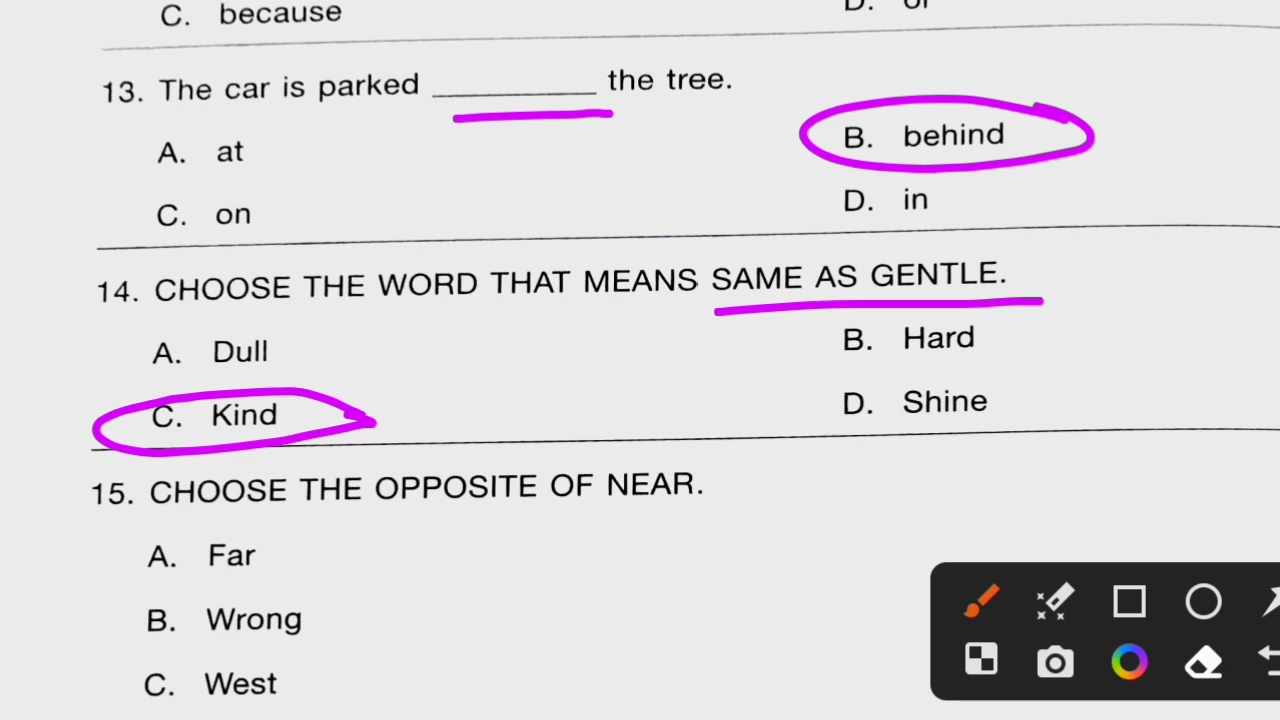 C. because D. or
13. The car is parked __________ the tree.
A. at B. behind
C. on D. in
14. CHOOSE THE WORD THAT MEANS SAME AS GENTLE.
A. Dull B. Hard
C. Kind D. Shine
15. CHOOSE THE OPPOSITE OF NEAR.
A. Far
B. Wrong
C. West